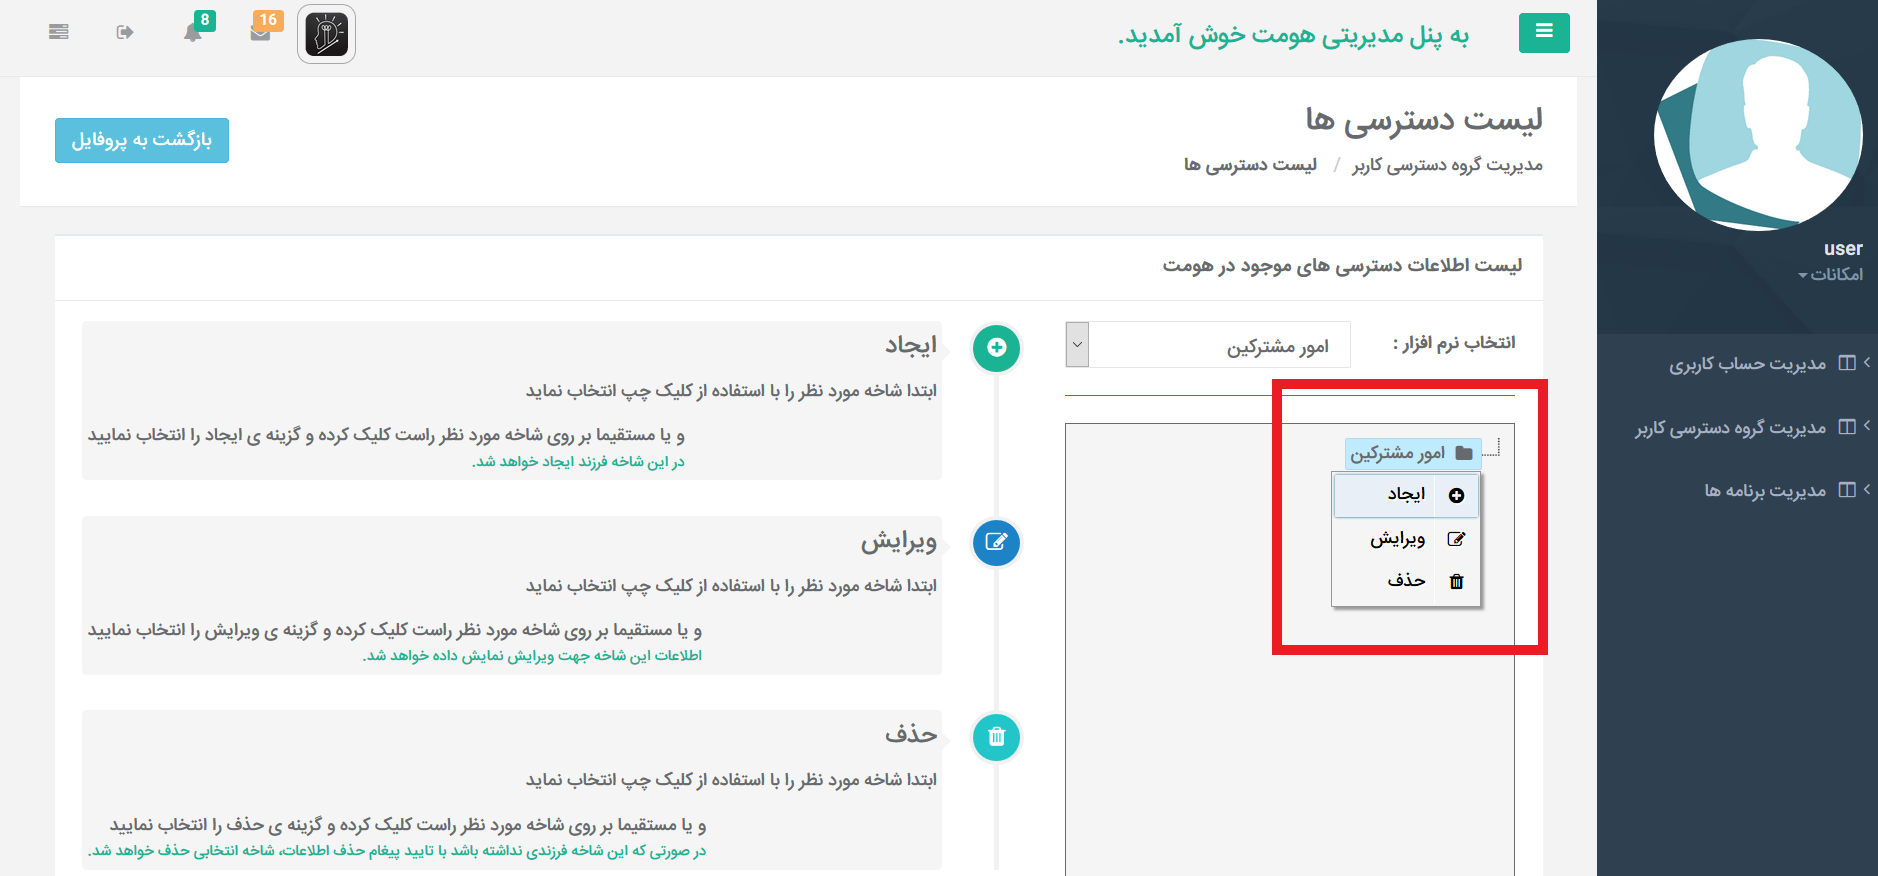 به پنل مدیریتی هومت خوش آمدید.
16
8
user
امکانات
مدیریت حساب کاربری
مدیریت گروه دسترسی کاربر
مدیریت برنامه ها
لیست دسترسی ها
مدیریت گروه دسترسی کاربر / لیست دسترسی ها
بازگشت به پروفایل
لیست اطلاعات دسترسی های موجود در هومت
انتخاب نرم افزار :
امور مشترکین
امور مشترکین
ایجاد
ویرایش
حذف
ایجاد
ابتدا شاخه مورد نظر را با استفاده از کلیک چپ انتخاب نماید
و یا مستقیما بر روی شاخه مورد نظر راست کلیک کرده و گزینه ی ایجاد را انتخاب نمایید
در این شاخه فرزند ایجاد خواهد شد.
ویرایش
ابتدا شاخه مورد نظر را با استفاده از کلیک چپ انتخاب نماید
و یا مستقیما بر روی شاخه مورد نظر راست کلیک کرده و گزینه ی ویرایش را انتخاب نمایید
اطلاعات این شاخه جهت ویرایش نمایش داده خواهد شد.
حذف
ابتدا شاخه مورد نظر را با استفاده از کلیک چپ انتخاب نماید
و یا مستقیما بر روی شاخه مورد نظر راست کلیک کرده و گزینه ی حذف را انتخاب نمایید
در صورتی که این شاخه فرزندی نداشته باشد با تایید پیغام حذف اطلاعات، شاخه انتخابی حذف خواهد شد.